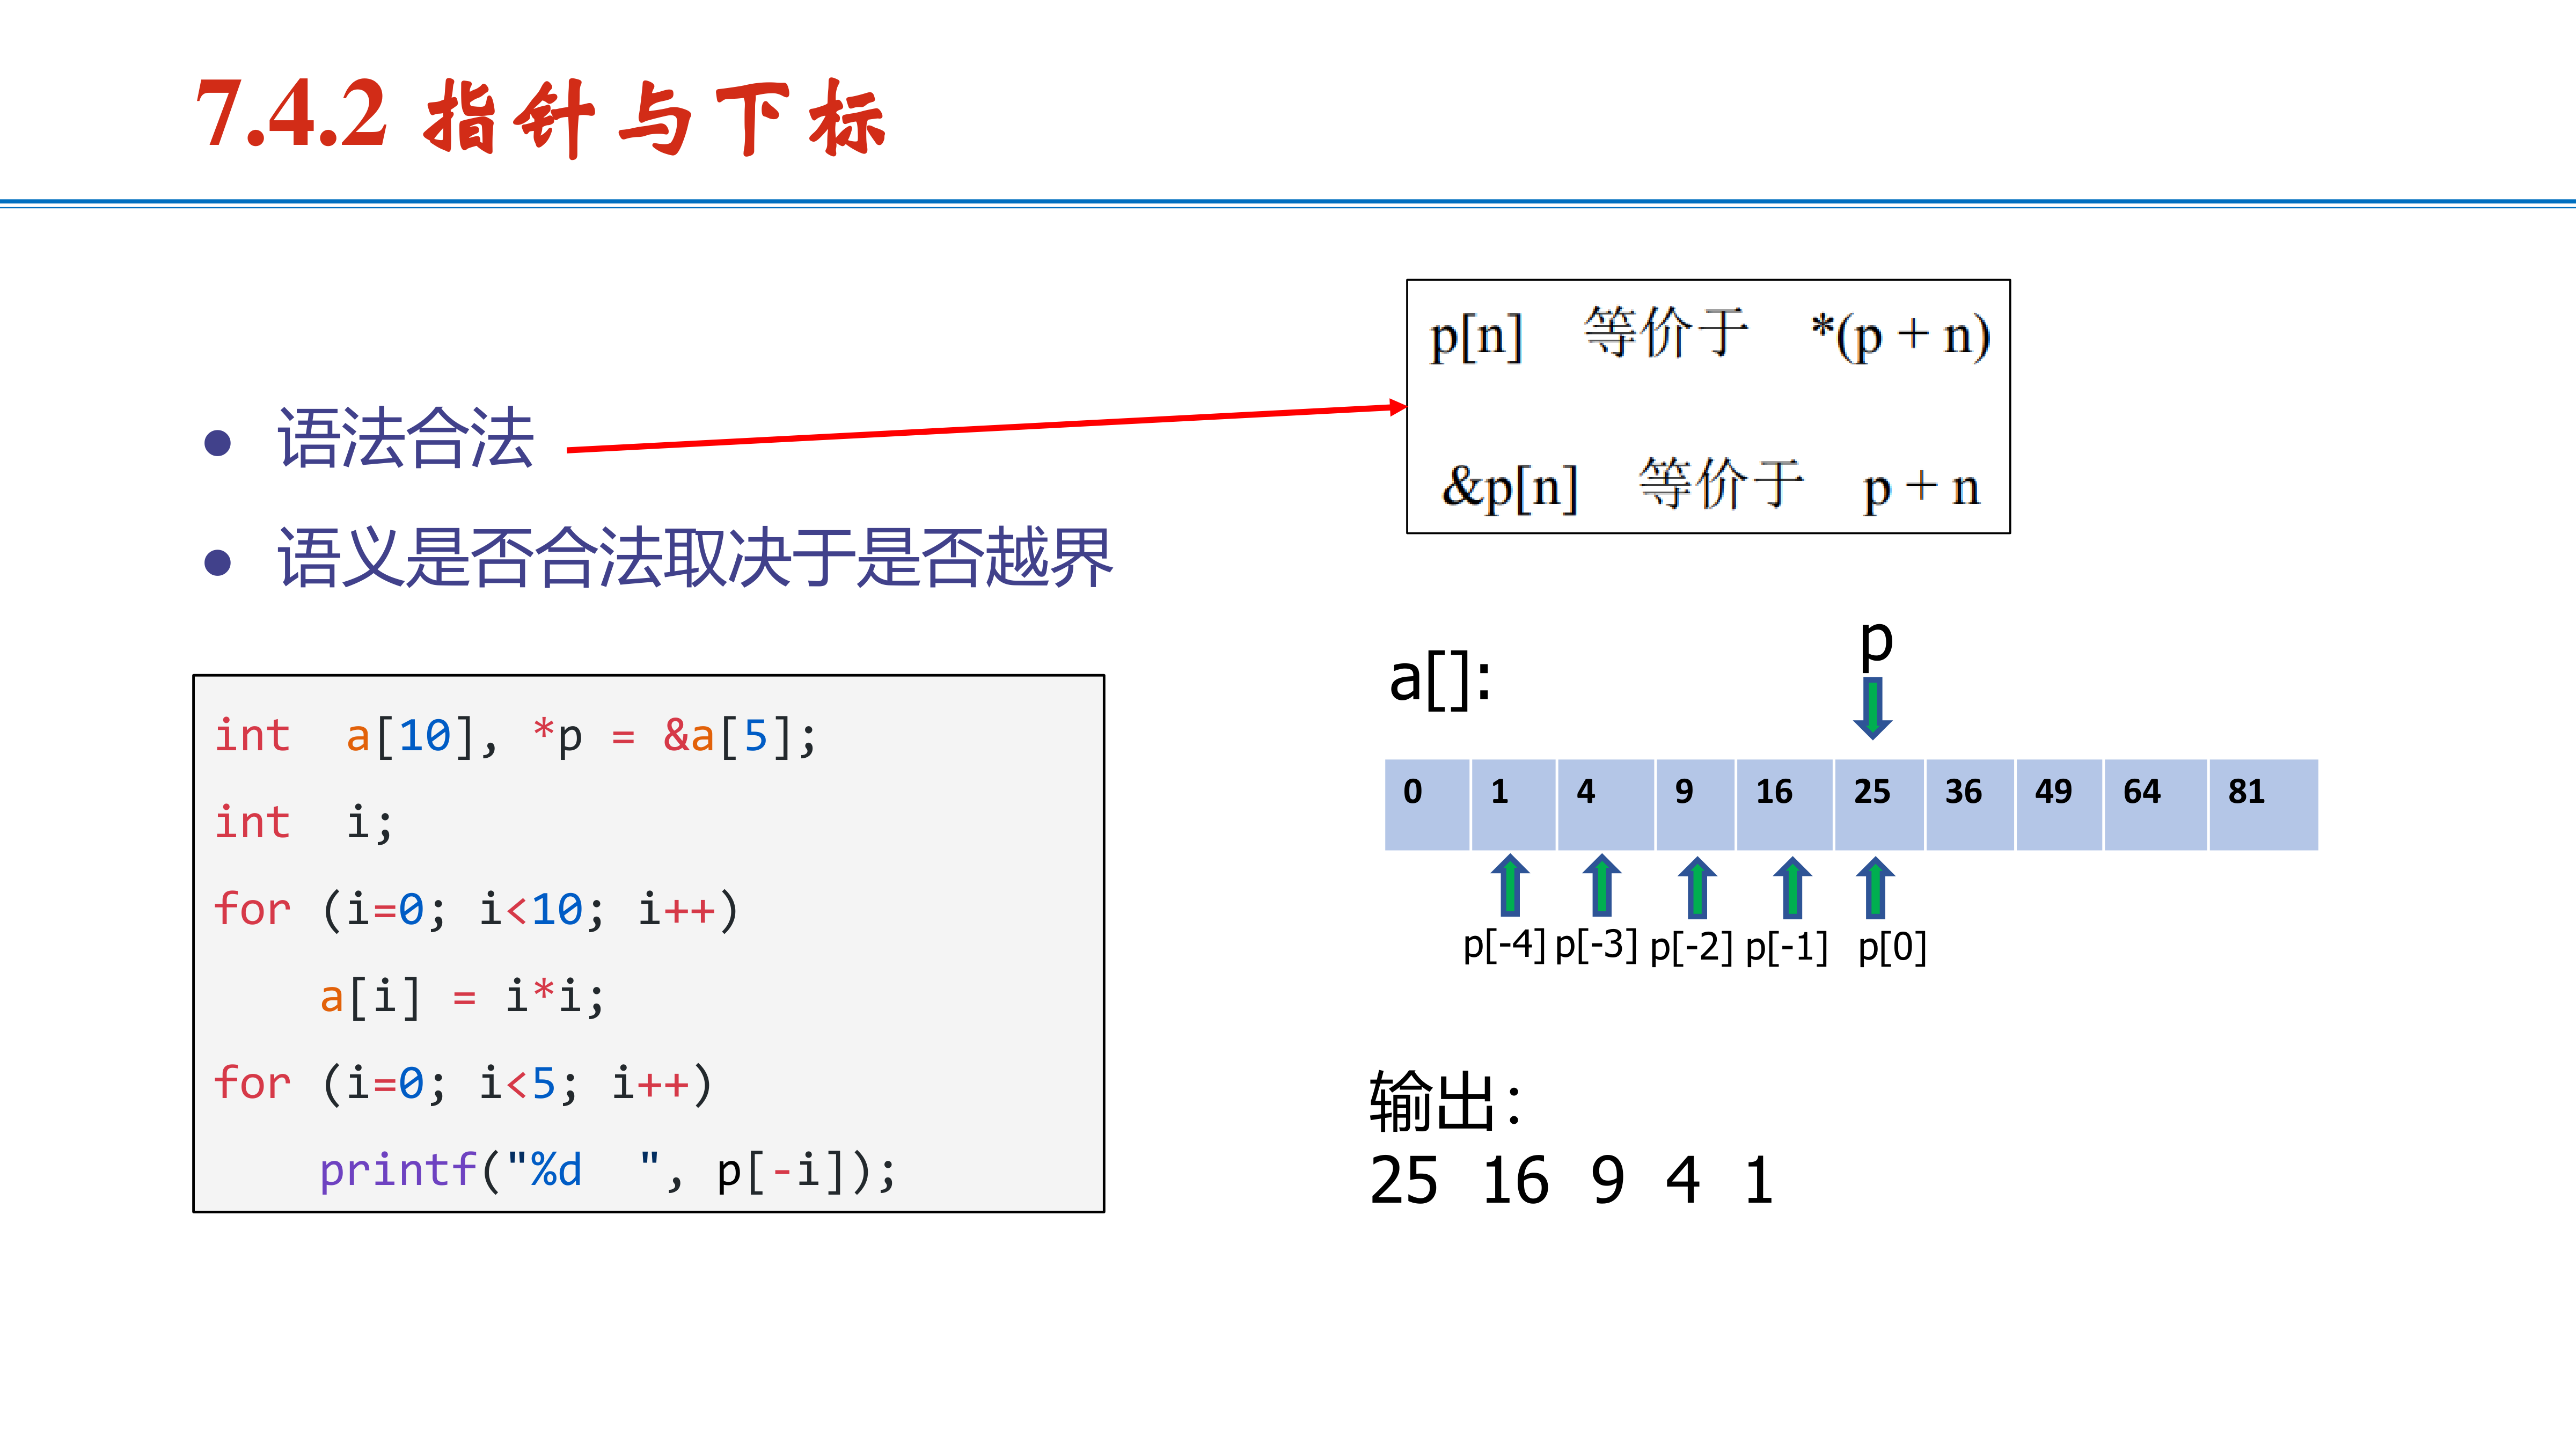 7.4.2 指针与下标
● 语法合法
● 语义是否合法取决于是否越界
p[n] 等价于 *(p + n)
&p[n] 等价于 p + n
int  a[10], *p = &a[5];
int  i;
for (i=0; i<10; i++)
    a[i] = i*i;
for (i=0; i<5; i++)
    printf("%d  ", p[-i]);
p
a[]:
0 1 4 9 16 25 36 49 64 81
p[-4] p[-3] p[-2] p[-1] p[0]
输出：
25 16 9 4 1